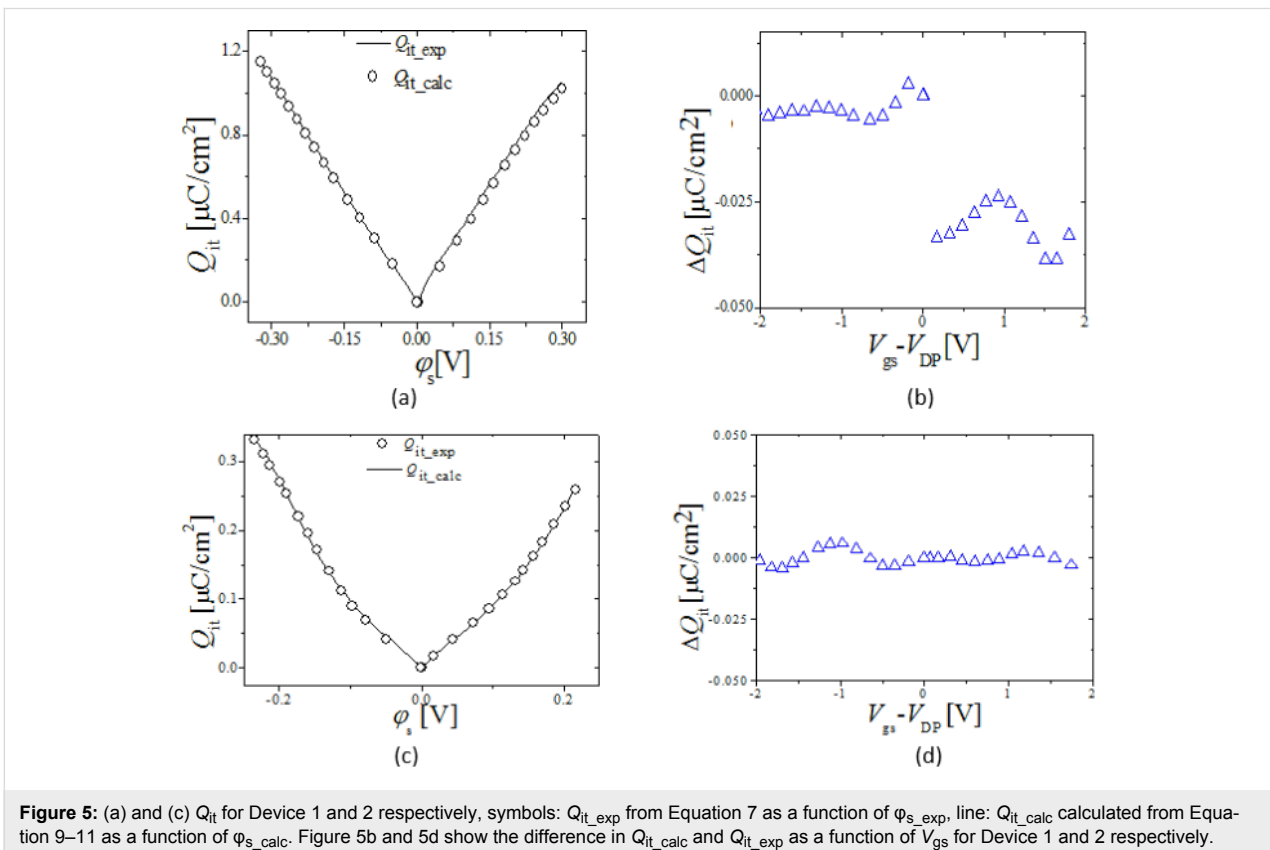 Q_it_exp
Q_it_calc
1.2
0.8
0.4
0.0
Q_it [μC/cm²]
-0.30 -0.15 0.00 0.15 0.30
φ_s[V]
(a)
0.000
-0.025
-0.050
ΔQ_it [μC/cm2]
-2 -1 0 1 2
V_gs-V_DP[V]
(b)
Q_it_exp
Q_it_calc
0.3
0.2
0.1
0.0
Q_it [μC/cm²]
-0.2 0.0 0.2
φ_s [V]
(c)
0.050
0.025
0.000
-0.025
-0.050
ΔQ_it [μC/cm2]
-2 -1 0 1 2
V_gs-V_DP [V]
(d)
Figure 5: (a) and (c) Q_it for Device 1 and 2 respectively, symbols: Q_it_exp from Equation 7 as a function of φ_s_exp, line: Q_it_calc calculated from Equa-
tion 9–11 as a function of φ_s_calc. Figure 5b and 5d show the difference in Q_it_calc and Q_it_exp as a function of V_gs for Device 1 and 2 respectively.